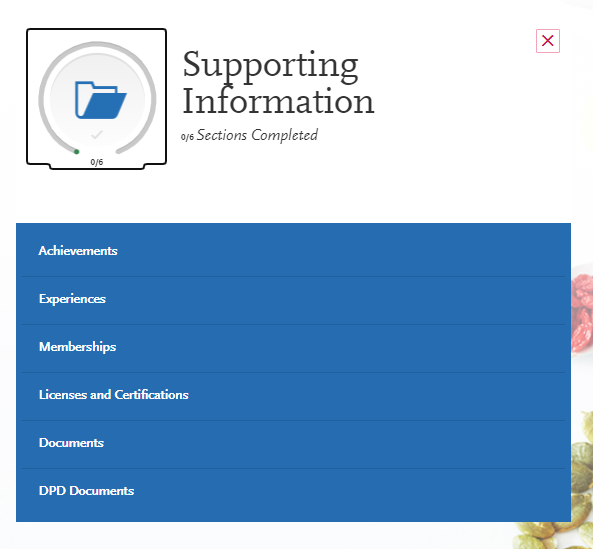 Supporting
Information
0/6 Sections Completed
0/6
Achievements
Experiences
Memberships
Licenses and Certifications
Documents
DPD Documents